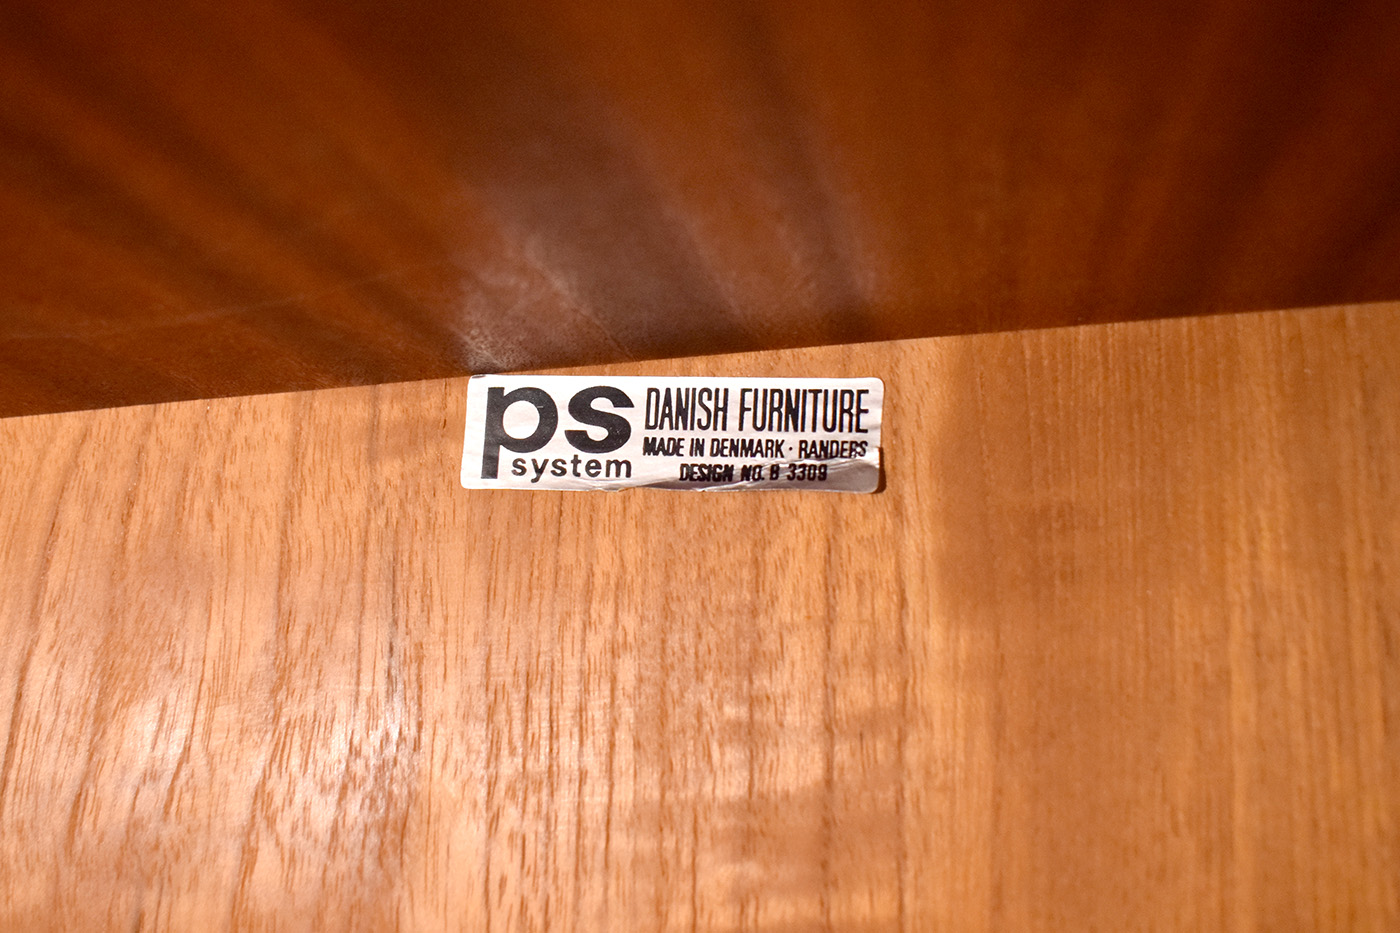 ps
system
DANISH FURNITURE
MADE IN DENMARK · RANDERS
DESIGN NO. B 3309